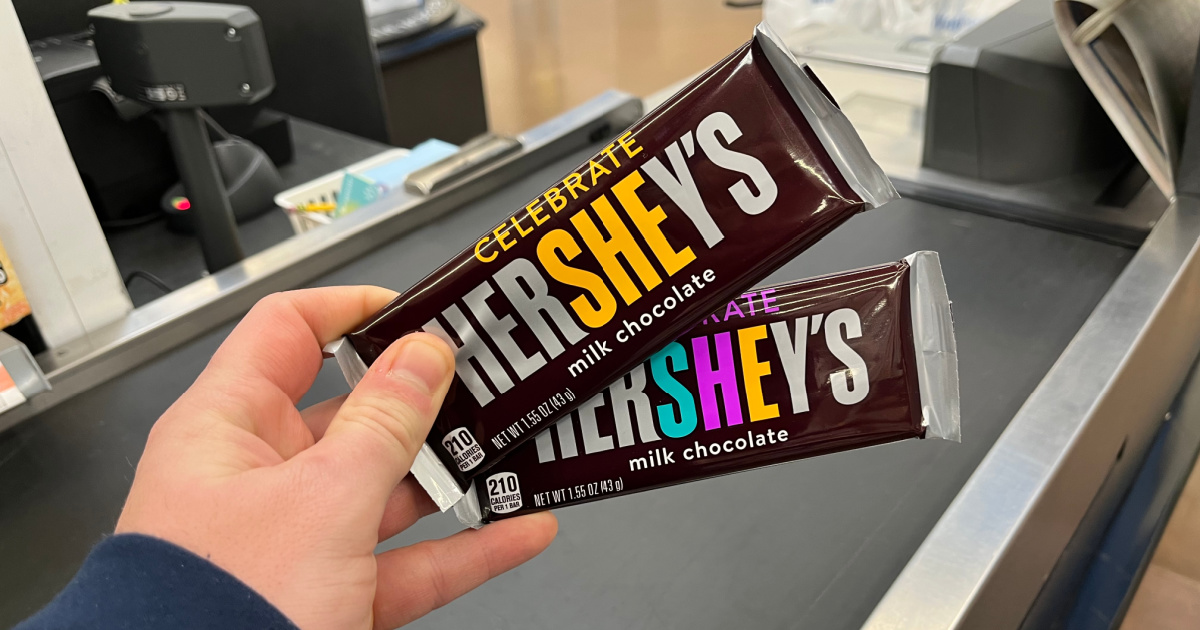 CELEBRATE
HERSHEY'S
milk chocolate
NET WT 1.55 OZ (43 g)
210
CALORIES
PER 1 BAR
RATE
HERSHEY'S
milk chocolate
NET WT 1.55 OZ (43 g)
210
CALORIES
PER 1 BAR